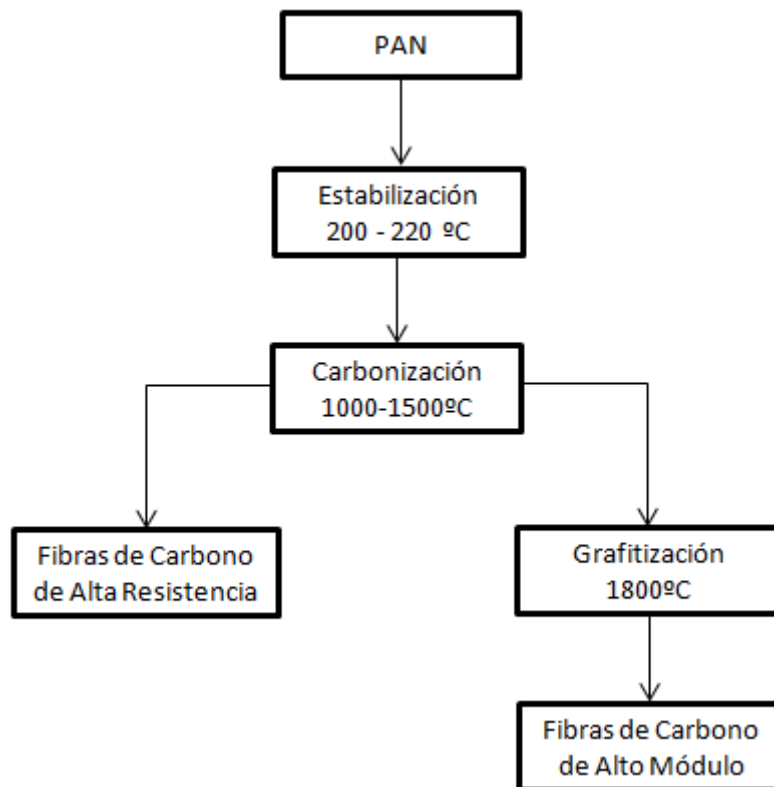 PAN
Estabilización
200 - 220 ºC
Carbonización
1000-1500ºC
Fibras de Carbono
de Alta Resistencia
Grafitización
1800ºC
Fibras de Carbono
de Alto Módulo